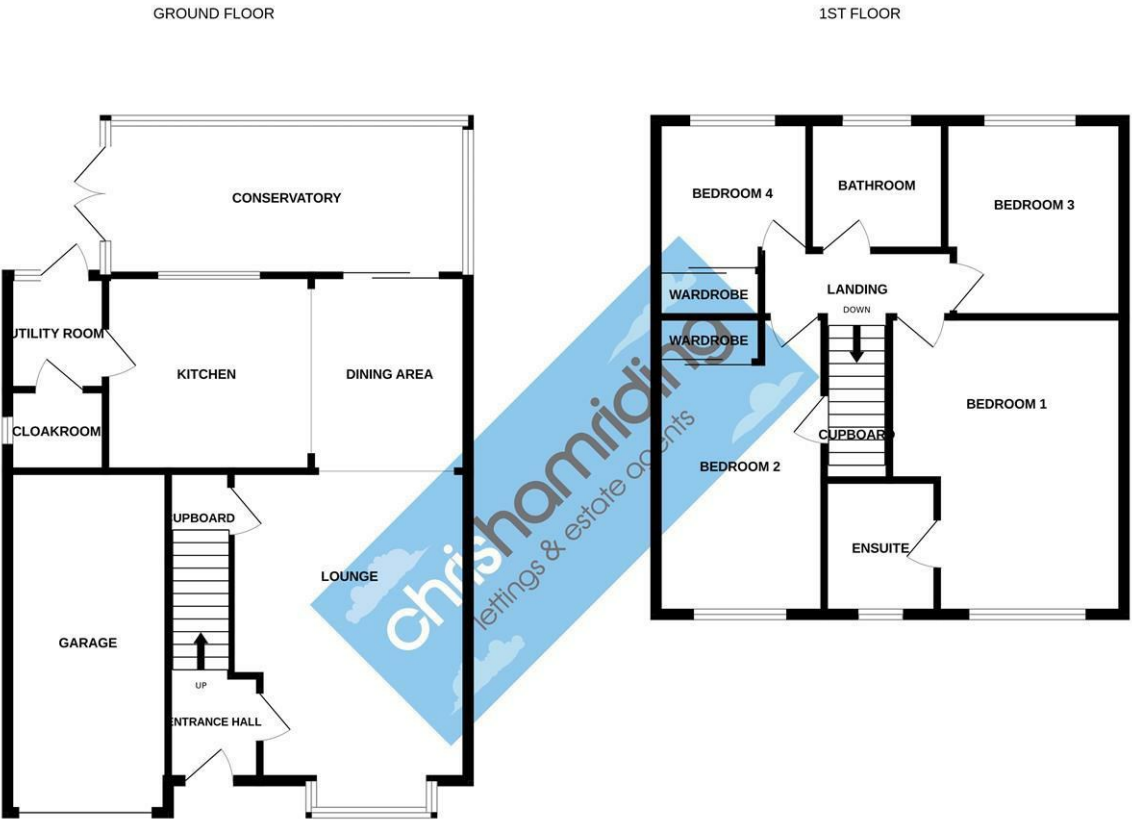 GROUND FLOOR
CONSERVATORY
UTILITY ROOM
KITCHEN
DINING AREA
CLOAKROOM
CUPBOARD
LOUNGE
GARAGE
UP
ENTRANCE HALL
1ST FLOOR
BEDROOM 4
BATHROOM
BEDROOM 3
WARDROBE
LANDING
DOWN
WARDROBE
BEDROOM 1
CUPBOARD
BEDROOM 2
ENSUITE
chrishamriding
lettings & estate agents